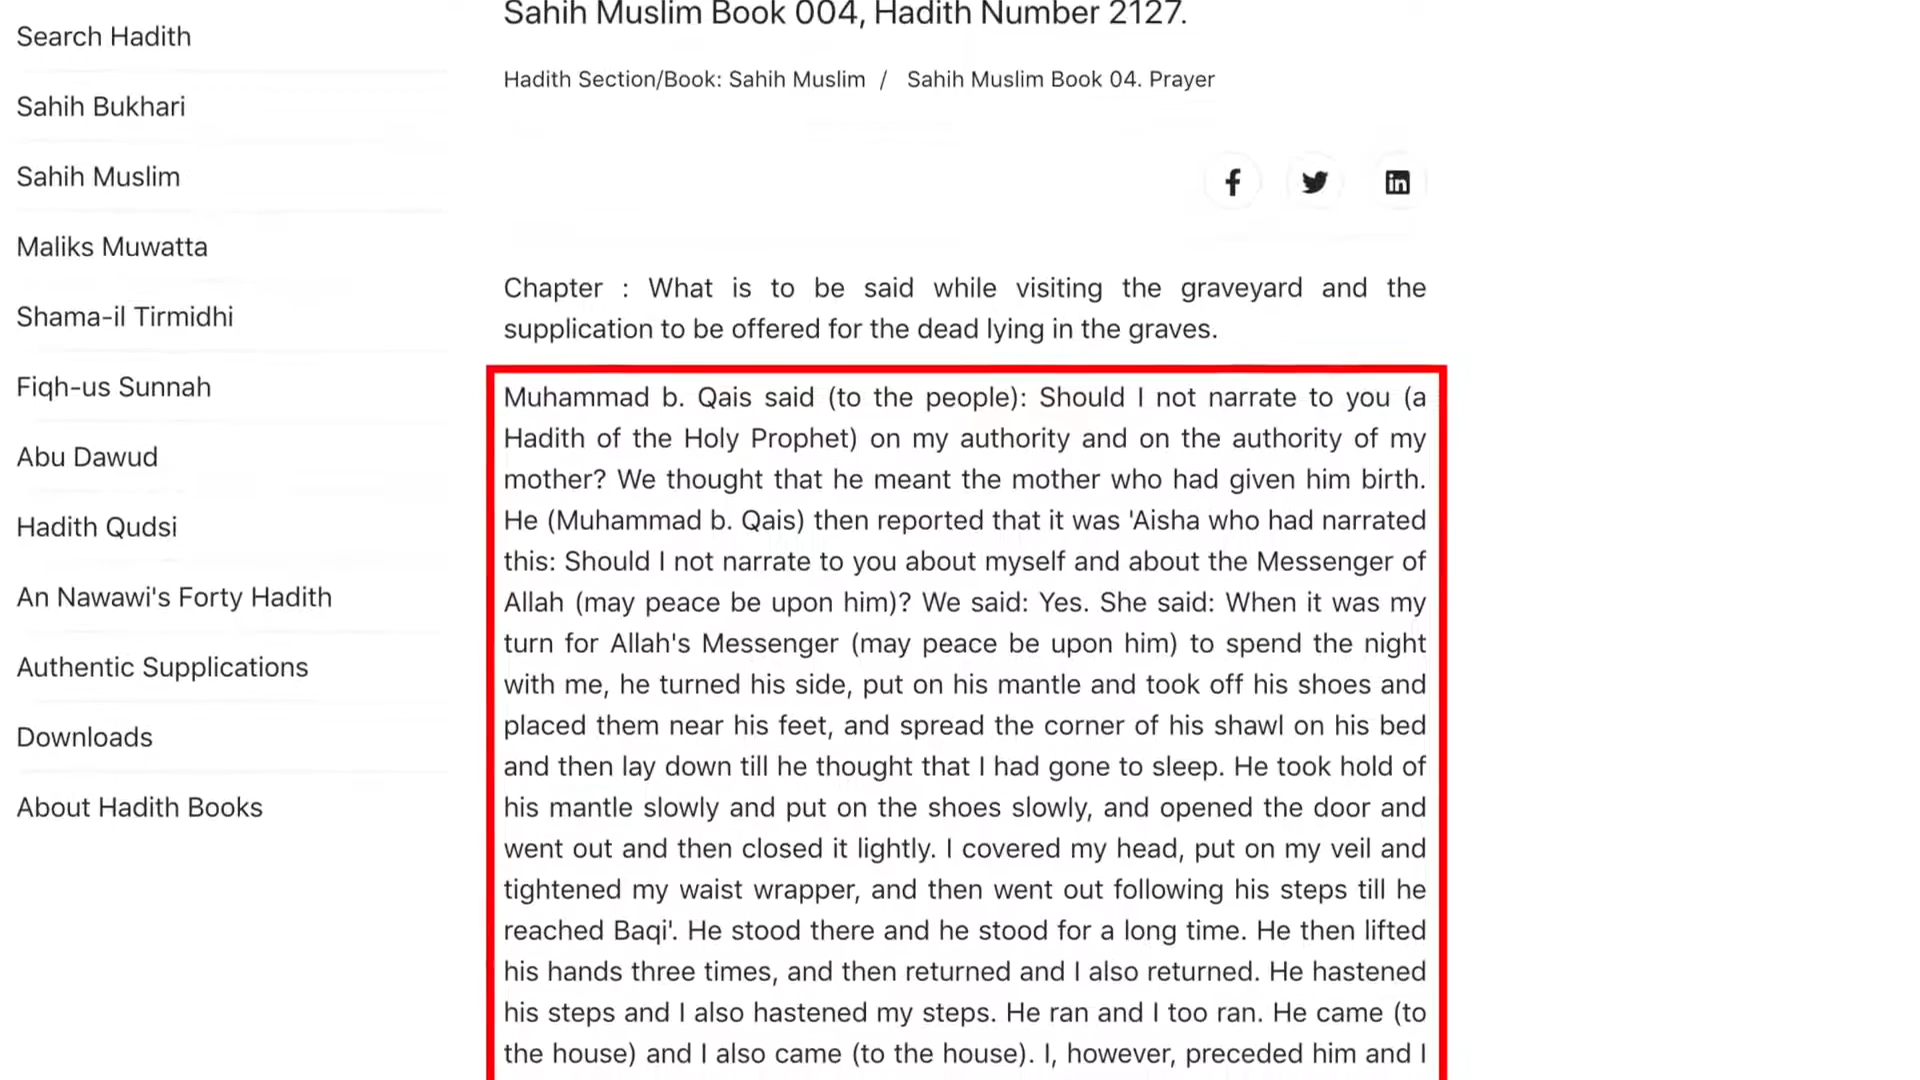 Search Hadith
Sahih Bukhari
Sahih Muslim
Maliks Muwatta
Shama-il Tirmidhi
Fiqh-us Sunnah
Abu Dawud
Hadith Qudsi
An Nawawi's Forty Hadith
Authentic Supplications
Downloads
About Hadith Books
Sahih Muslim Book 004, Hadith Number 2127.
Hadith Section/Book: Sahih Muslim / Sahih Muslim Book 04. Prayer
Chapter : What is to be said while visiting the graveyard and the
supplication to be offered for the dead lying in the graves.
Muhammad b. Qais said (to the people): Should I not narrate to you (a
Hadith of the Holy Prophet) on my authority and on the authority of my
mother? We thought that he meant the mother who had given him birth.
He (Muhammad b. Qais) then reported that it was 'Aisha who had narrated
this: Should I not narrate to you about myself and about the Messenger of
Allah (may peace be upon him)? We said: Yes. She said: When it was my
turn for Allah's Messenger (may peace be upon him) to spend the night
with me, he turned his side, put on his mantle and took off his shoes and
placed them near his feet, and spread the corner of his shawl on his bed
and then lay down till he thought that I had gone to sleep. He took hold of
his mantle slowly and put on the shoes slowly, and opened the door and
went out and then closed it lightly. I covered my head, put on my veil and
tightened my waist wrapper, and then went out following his steps till he
reached Baqi'. He stood there and he stood for a long time. He then lifted
his hands three times, and then returned and I also returned. He hastened
his steps and I also hastened my steps. He ran and I too ran. He came (to
the house) and I also came (to the house). I, however, preceded him and I